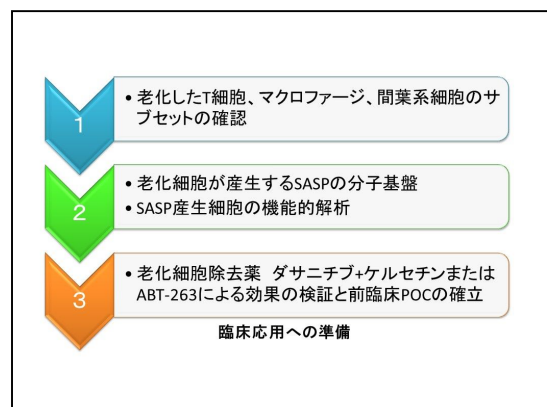 1
• 老化したT細胞、マクロファージ、間葉系細胞のサ
ブセットの確認
2
• 老化細胞が産生するSASPの分子基盤
• SASP産生細胞の機能的解析
3
• 老化細胞除去薬 ダサニチブ+ケルセチンまたは
ABT-263による効果の検証と前臨床POCの確立
臨床応用への準備